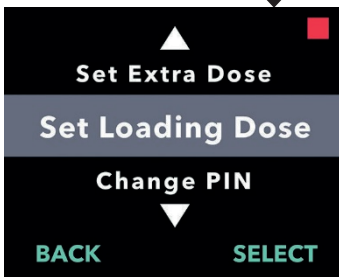 Set Extra Dose
Set Loading Dose
Change PIN
BACK SELECT